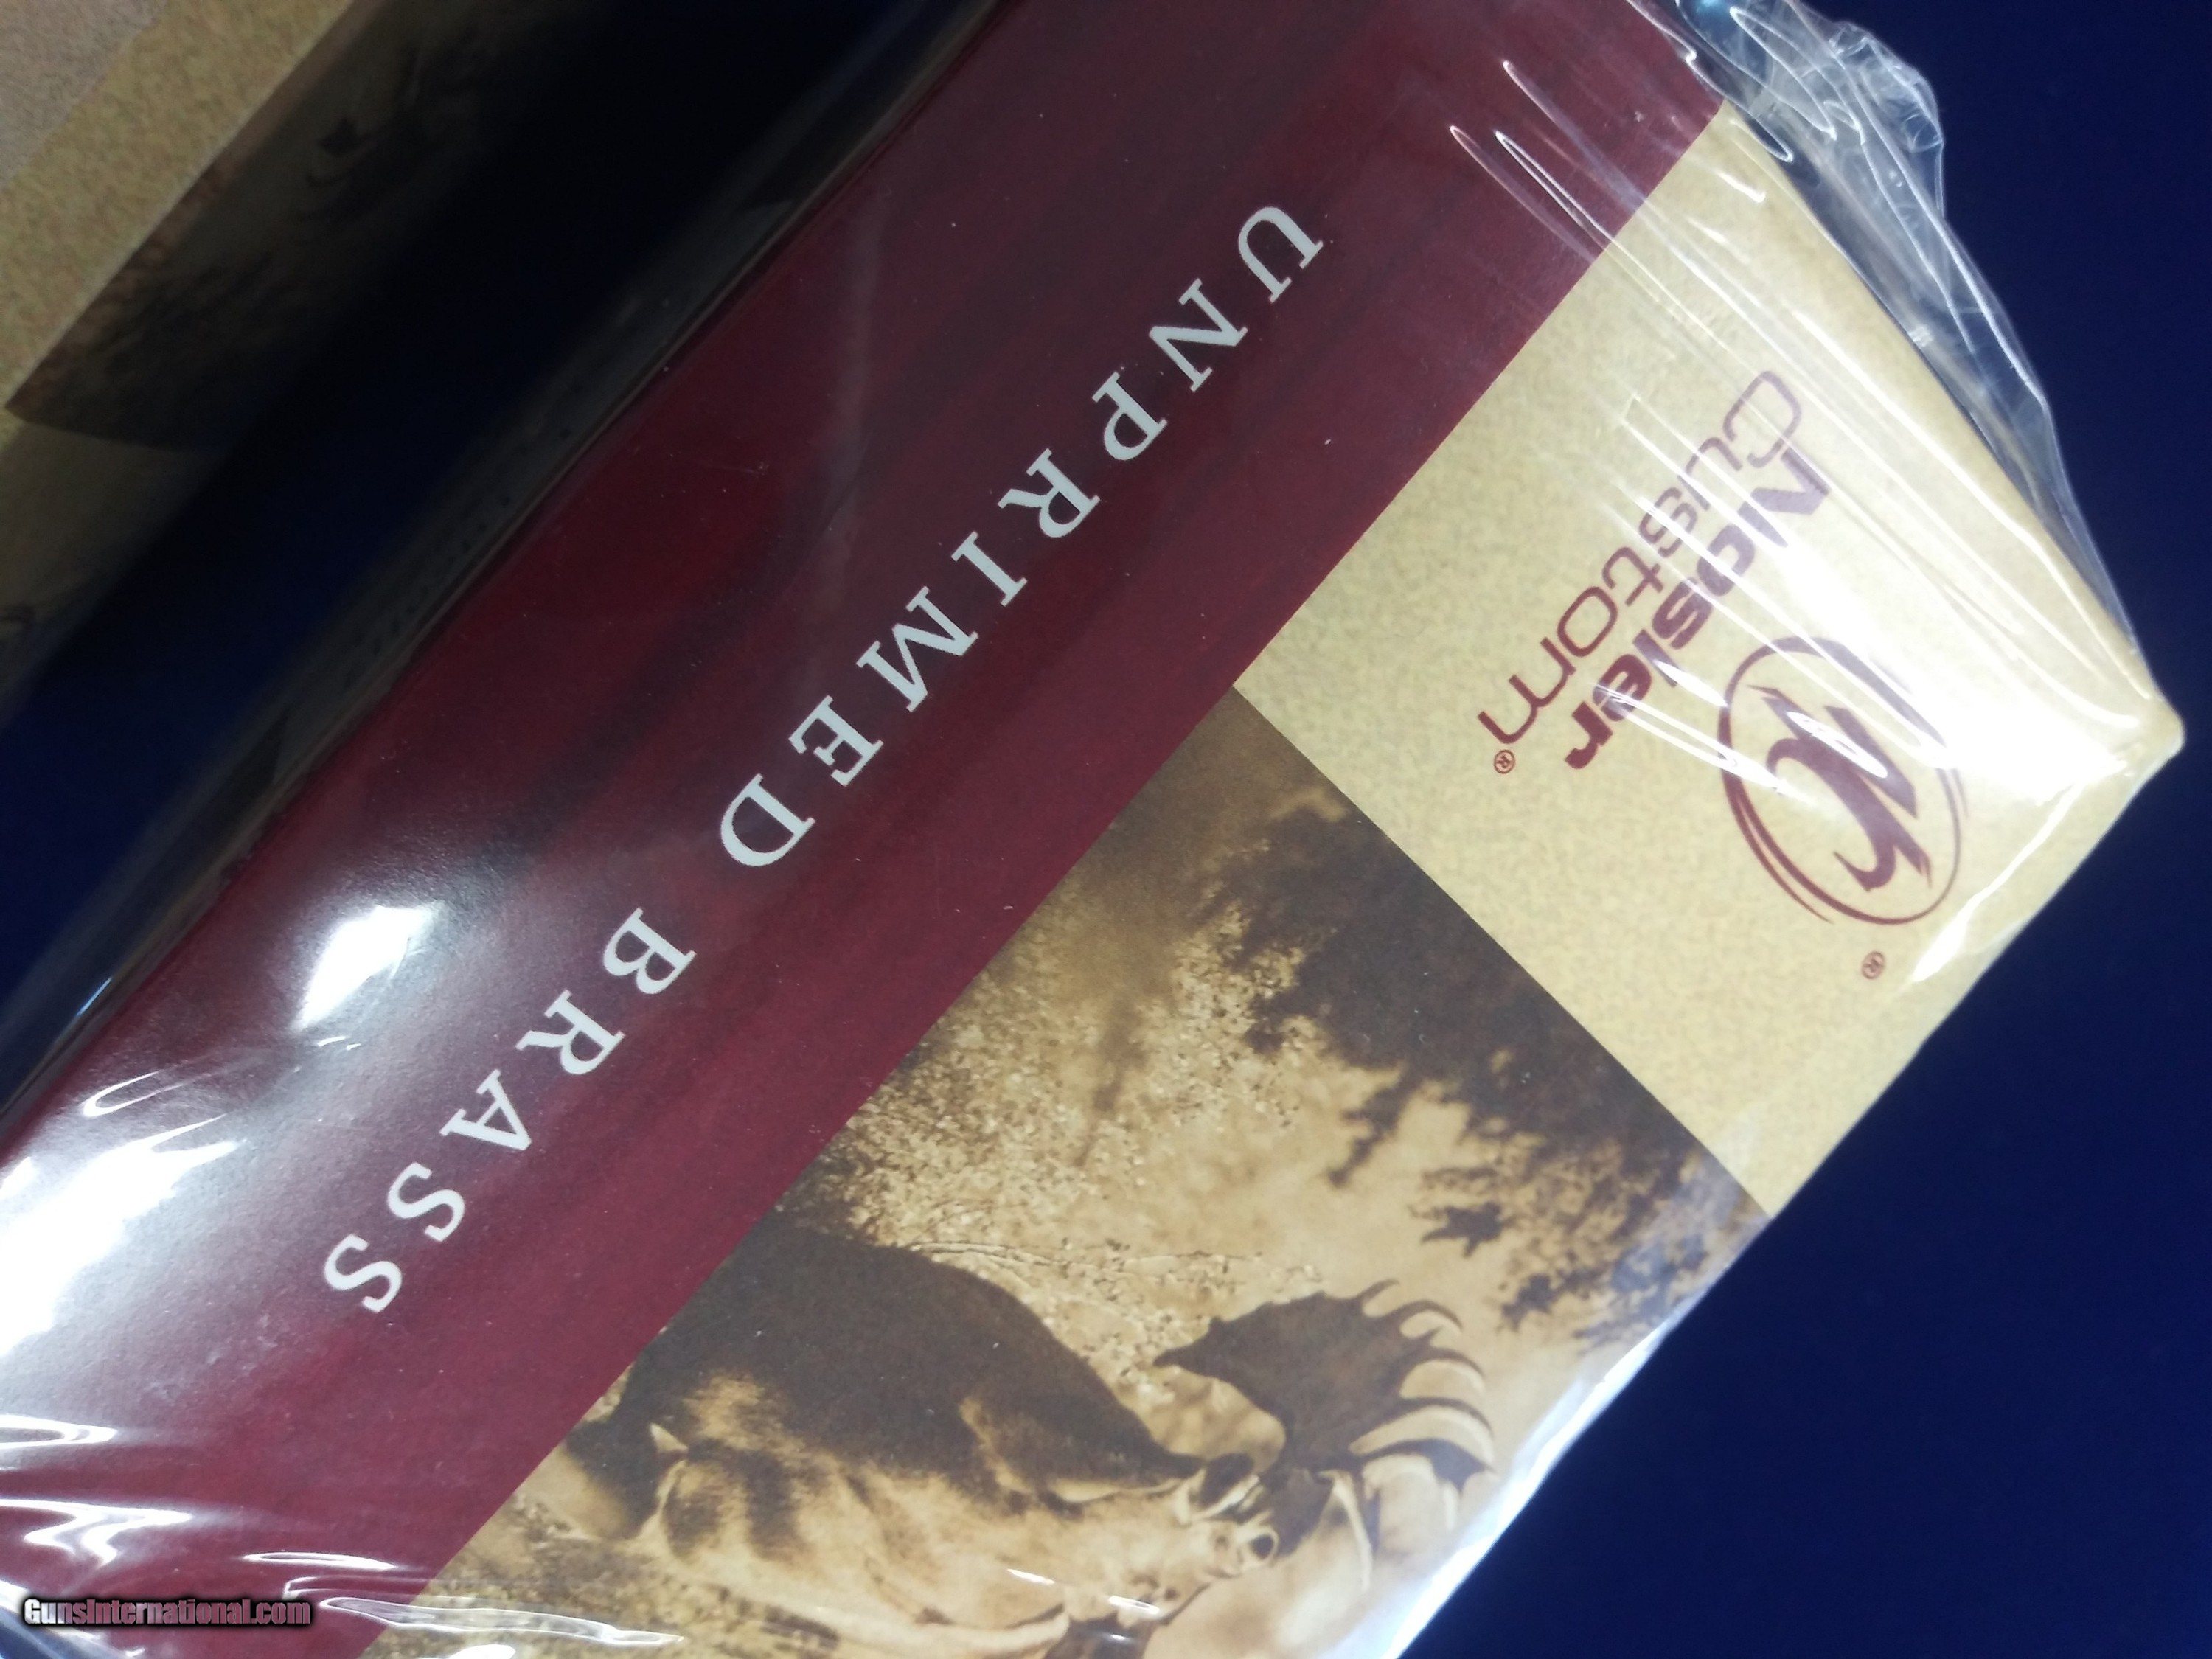 Nosler®
Custom®
UNPRIMED BRASS
GunsInternational.com